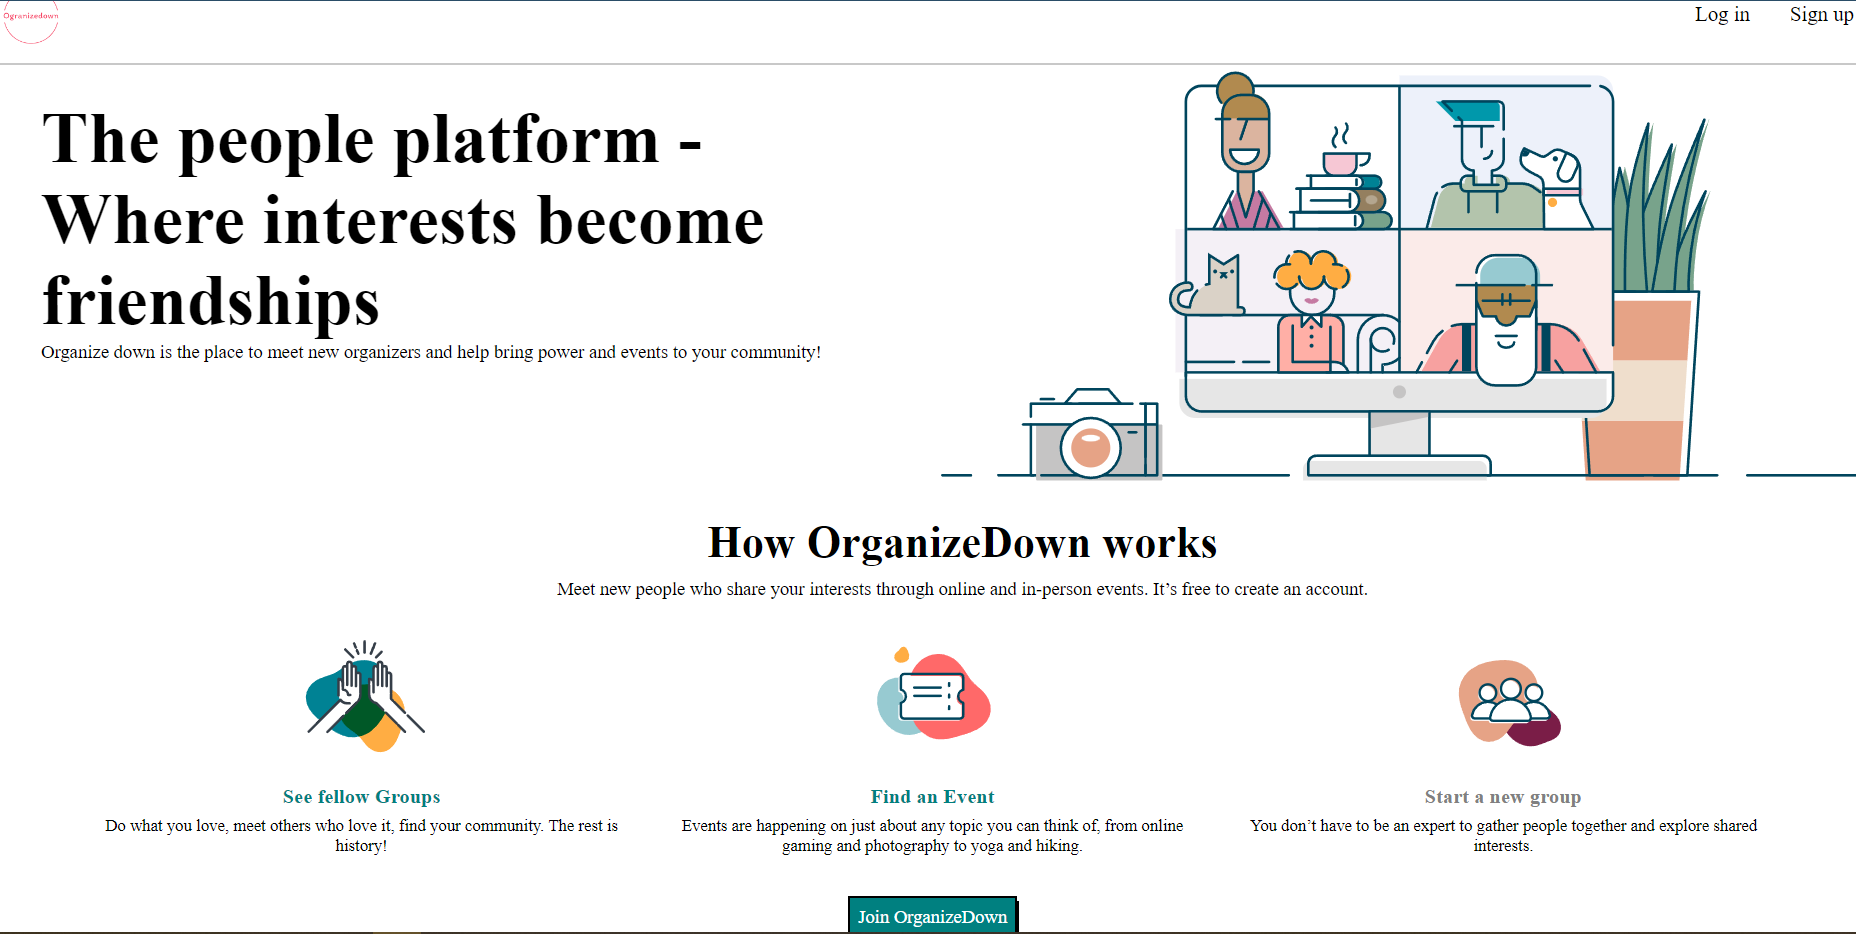 Ogranizedown
Log in
Sign up
The people platform -
Where interests become
friendships
Organize down is the place to meet new organizers and help bring power and events to your community!
How OrganizeDown works
Meet new people who share your interests through online and in-person events. It’s free to create an account.
See fellow Groups
Do what you love, meet others who love it, find your community. The rest is
history!
Find an Event
Events are happening on just about any topic you can think of, from online
gaming and photography to yoga and hiking.
Start a new group
You don’t have to be an expert to gather people together and explore shared
interests.
Join OrganizeDown